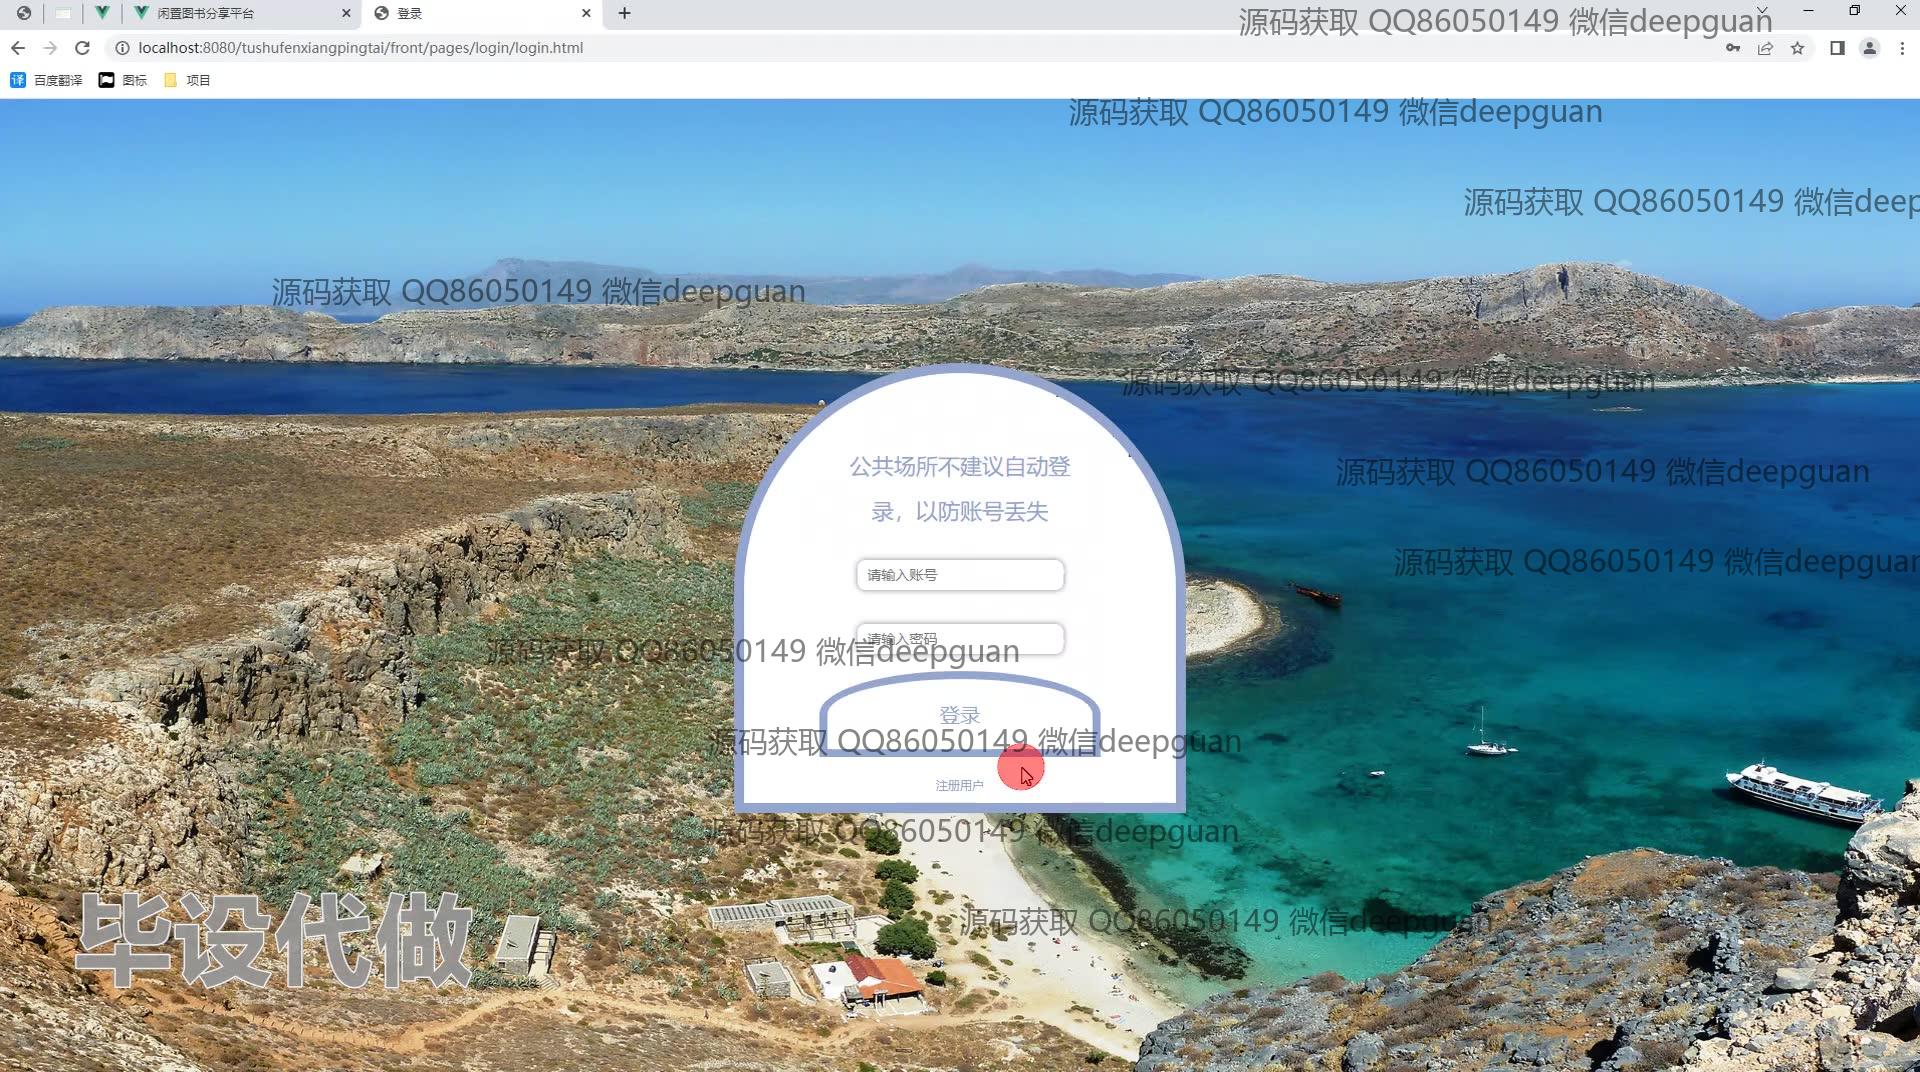 闲置图书分享平台
登录
源码获取 QQ86050149 微信deepguan
localhost:8080/tushufenxiangpingtai/front/pages/login/login.html
译 百度翻译
图标
项目
源码获取 QQ86050149 微信deepguan
源码获取 QQ86050149 微信deep
源码获取 QQ86050149 微信deepguan
源码获取 QQ86050149 微信deepguan
公共场所不建议自动登
录，以防账号丢失
源码获取 QQ86050149 微信deepguan
源码获取 QQ86050149 微信deepguan
请输入账号
请输入密码
源码获取 QQ86050149 微信deepguan
登录
源码获取 QQ86050149 微信deepguan
注册用户
源码获取 QQ86050149 微信deepguan
源码获取 QQ86050149 微信deepguan
毕设代做